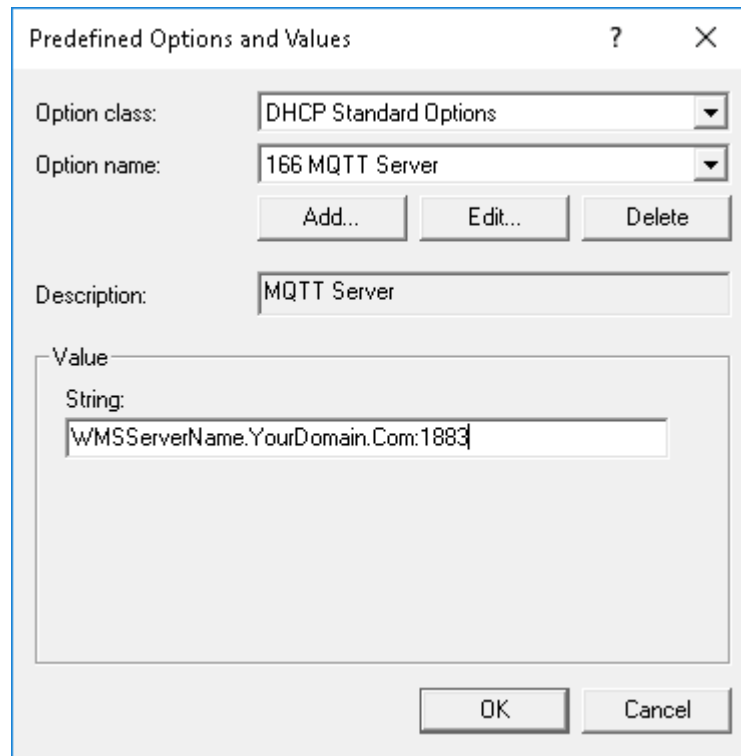 Predefined Options and Values ? X
Option class: DHCP Standard Options
Option name: 166 MQTT Server
Add... Edit... Delete
Description: MQTT Server
Value
String:
WMSServerName.YourDomain.Com:1883
OK Cancel